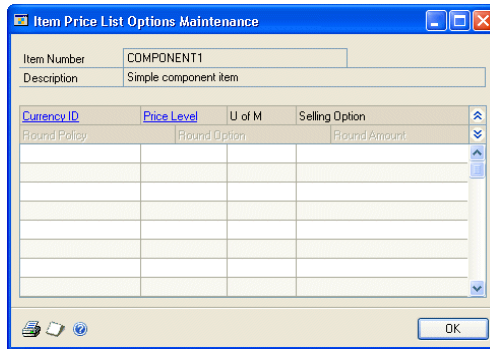 Item Price List Options Maintenance
Item Number COMPONENT1
Description Simple component item
Currency ID Price Level U of M Selling Option
Round Policy Round Option Round Amount
OK